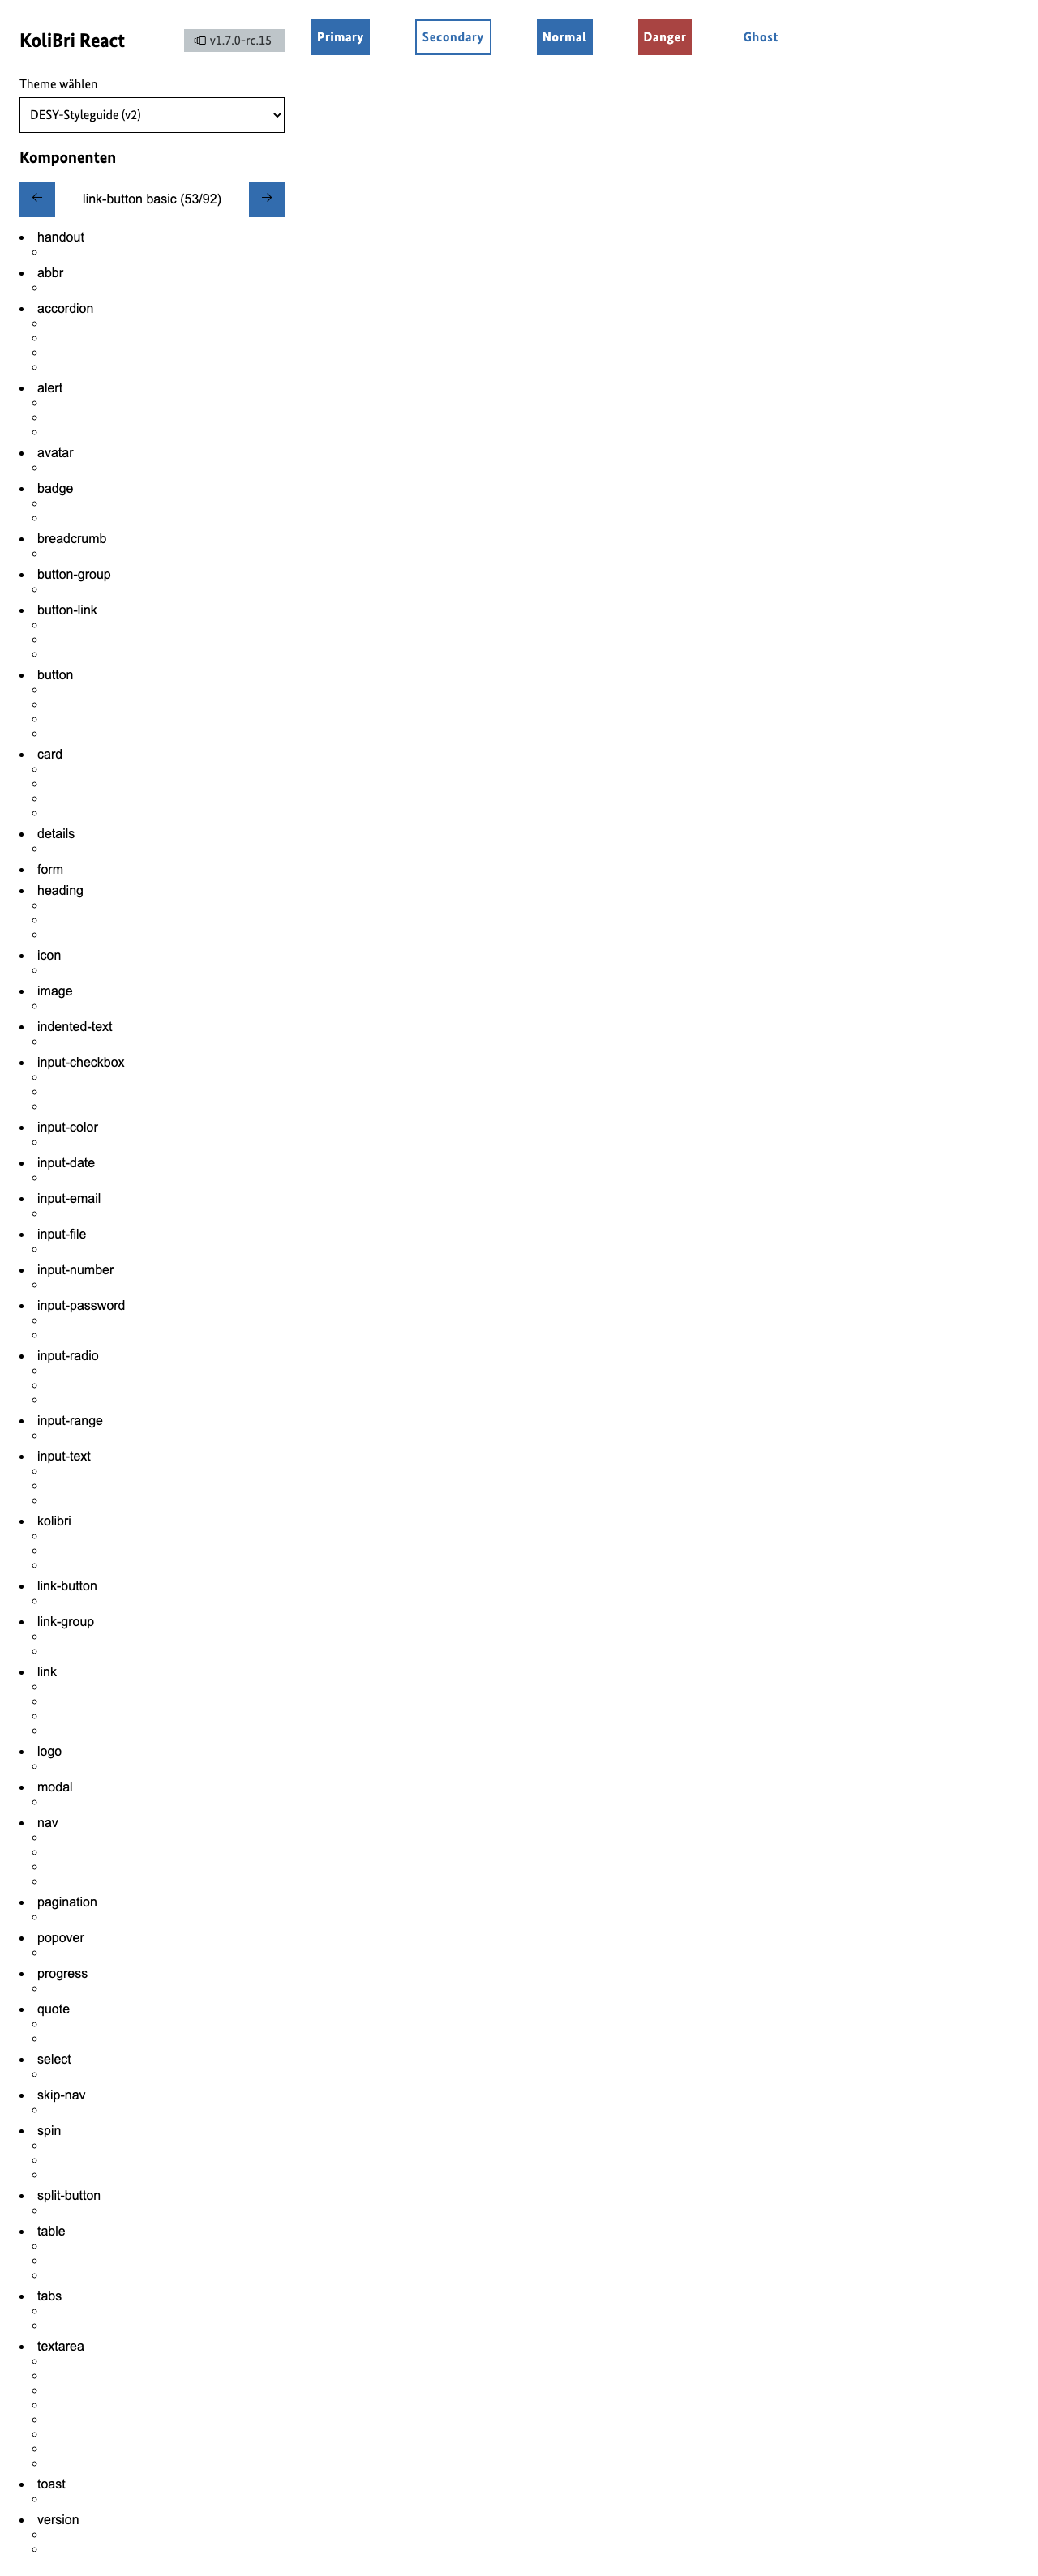 KoliBri React
v1.7.0-rc.15
Theme wählen
DESY-Styleguide (v2)
Komponenten
link-button basic (53/92)
handout
abbr
accordion
alert
avatar
badge
breadcrumb
button-group
button-link
button
card
details
form
heading
icon
image
indented-text
input-checkbox
input-color
input-date
input-email
input-file
input-number
input-password
input-radio
input-range
input-text
kolibri
link-button
link-group
link
logo
modal
nav
pagination
popover
progress
quote
select
skip-nav
spin
split-button
table
tabs
textarea
toast
version
Primary
Secondary
Normal
Danger
Ghost